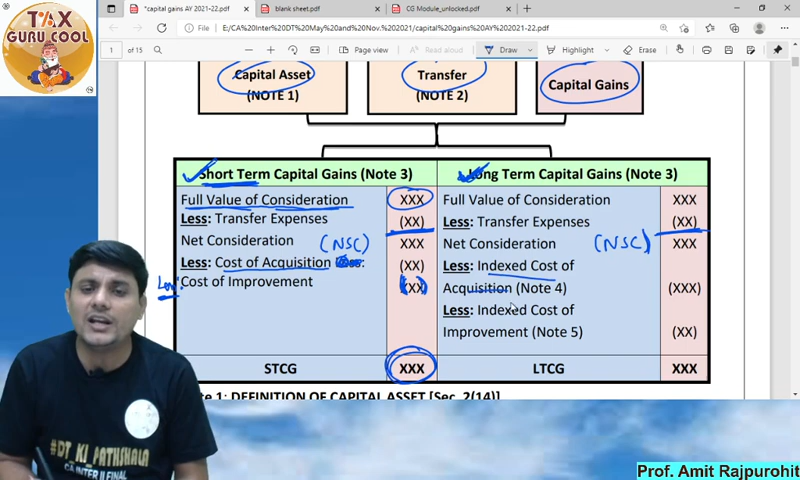 TAX
GURU COOL
*capital gains AY 2021-22.pdf
blank sheet.pdf
CG Module_unlocked.pdf
E:/CA%20Inter%20DT%20May%20and%20Nov.%202021/capital%20gains%20AY%202021-22.pdf
1 of 15
Page view
Read aloud
Draw
Highlight
Erase
Capital Asset
(NOTE 1)
Transfer
(NOTE 2)
Capital Gains
Short Term Capital Gains (Note 3)
Long Term Capital Gains (Note 3)
Full Value of Consideration XXX
Full Value of Consideration XXX
Less: Transfer Expenses (XX)
Less: Transfer Expenses (XX)
Net Consideration (NSC) XXX
Net Consideration (NSC) XXX
Less: Cost of Acquisition (XX)
Less: Indexed Cost of
Less: Cost of Improvement (XX)
Acquisition (Note 4) (XXX)
Less: Indexed Cost of
Improvement (Note 5) (XX)
STCG XXX
LTCG XXX
1: DEFINITION OF CAPITAL ASSET [Sec. 2(14)]
#DT KI
PATHSHALA
CA INTER II FINAL
Prof. Amit Rajpurohit